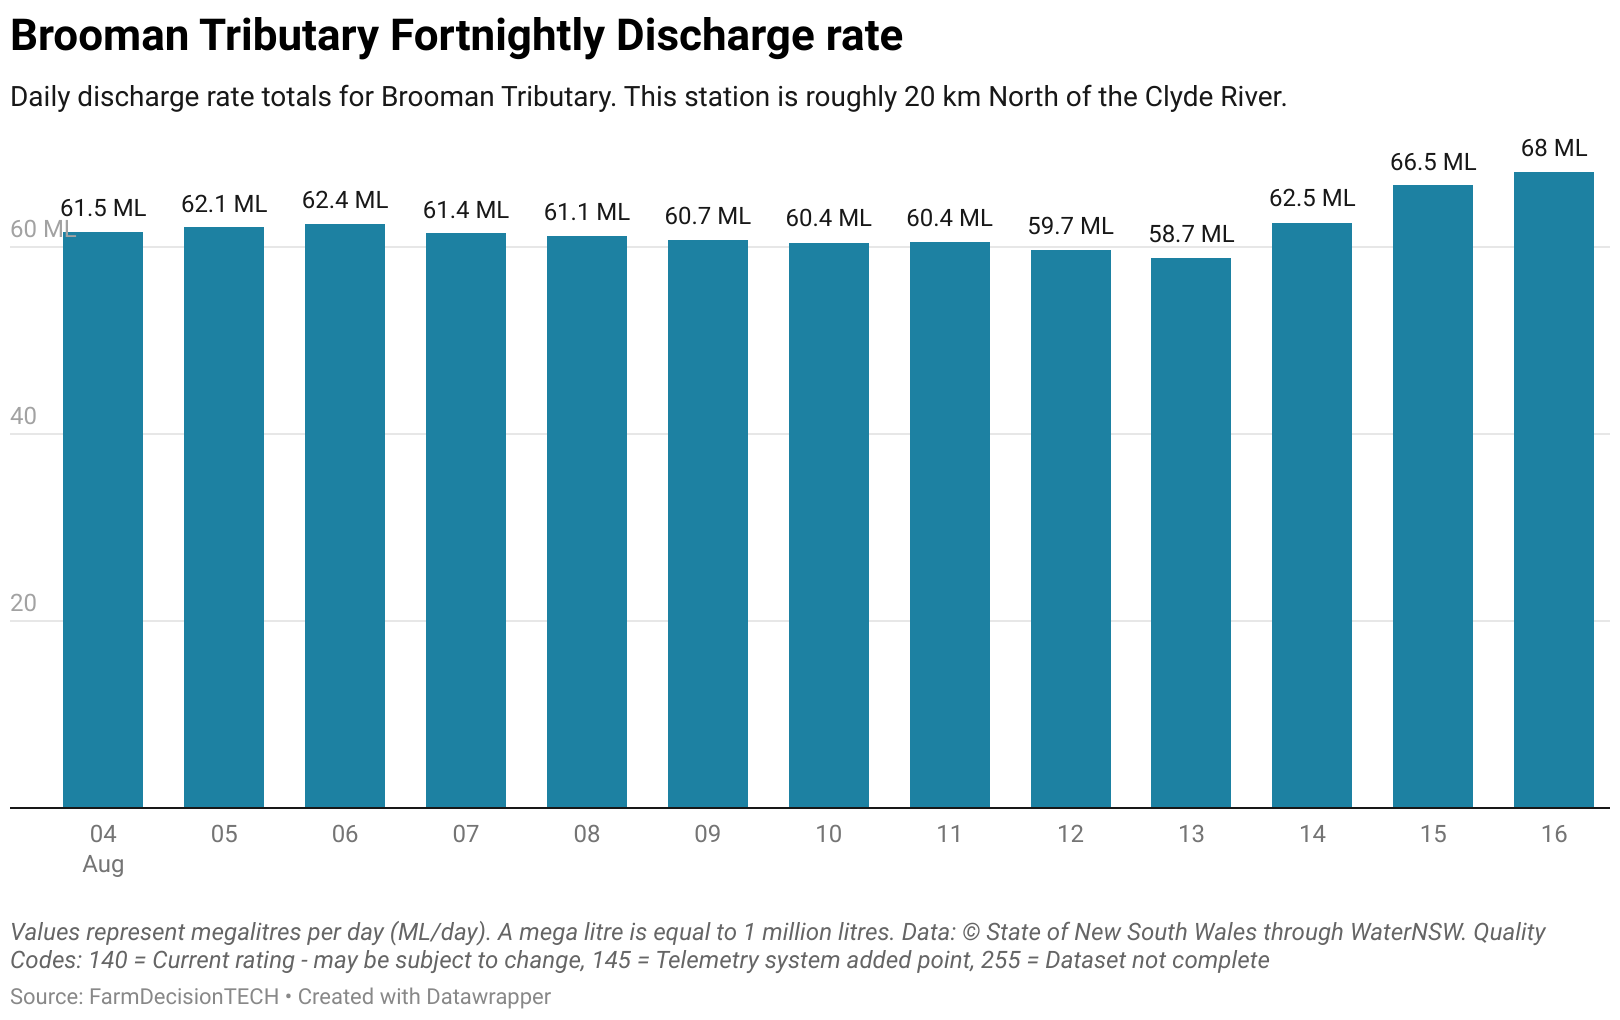 Brooman Tributary Fortnightly Discharge rate
Daily discharge rate totals for Brooman Tributary. This station is roughly 20 km North of the Clyde River.
61.5 ML 62.1 ML 62.4 ML 61.4 ML 61.1 ML 60.7 ML 60.4 ML 60.4 ML 59.7 ML 58.7 ML 62.5 ML 66.5 ML 68 ML
60 ML
40
20
04 05 06 07 08 09 10 11 12 13 14 15 16
Aug
Values represent megalitres per day (ML/day). A mega litre is equal to 1 million litres. Data: © State of New South Wales through WaterNSW. Quality
Codes: 140 = Current rating - may be subject to change, 145 = Telemetry system added point, 255 = Dataset not complete
Source: FarmDecisionTECH • Created with Datawrapper